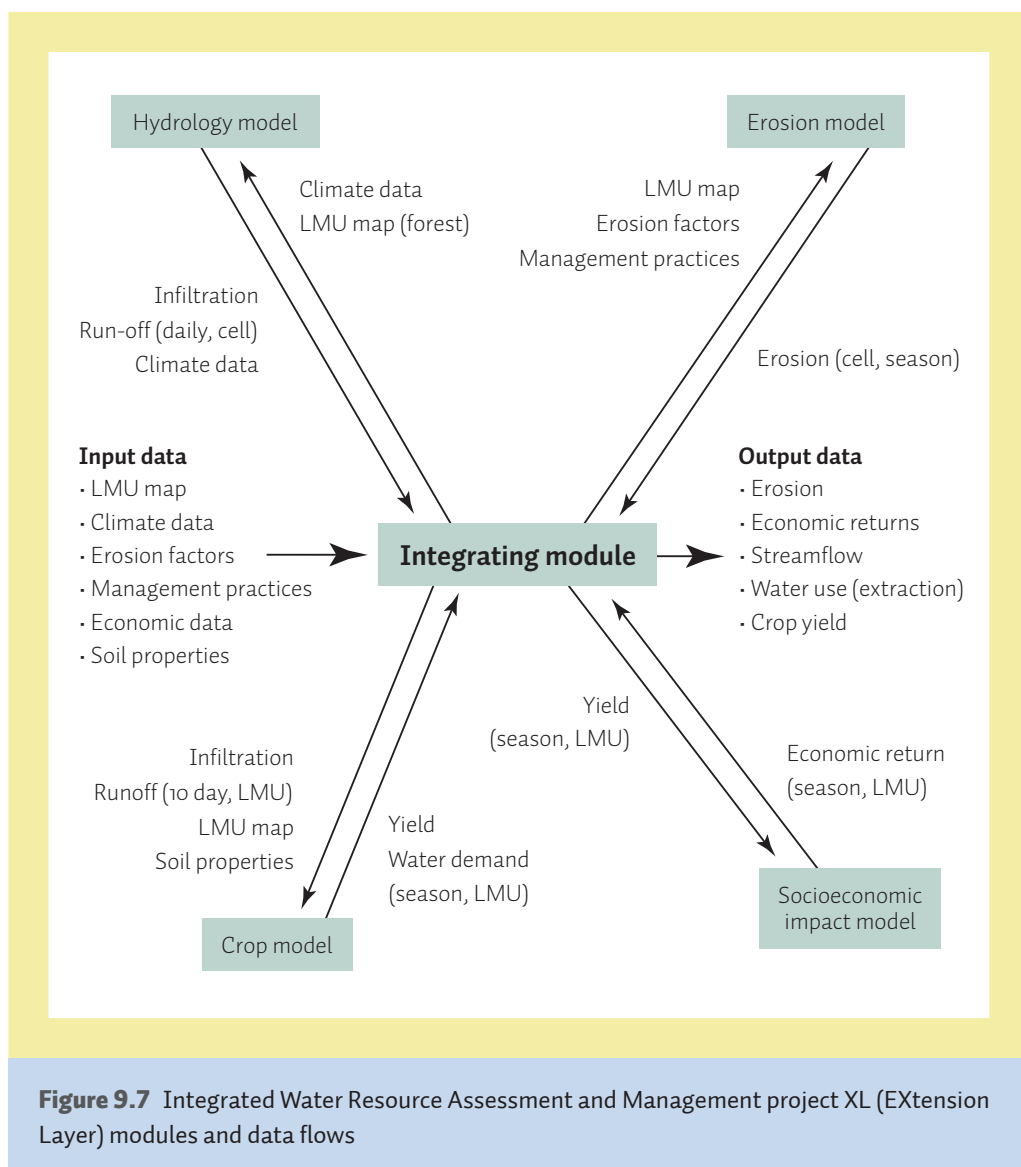 Hydrology model
Erosion model
Climate data
LMU map (forest)
LMU map
Erosion factors
Management practices
Infiltration
Run-off (daily, cell)
Climate data
Erosion (cell, season)
Input data
· LMU map
· Climate data
· Erosion factors
· Management practices
· Economic data
· Soil properties
Integrating module
Output data
· Erosion
· Economic returns
· Streamflow
· Water use (extraction)
· Crop yield
Infiltration
Runoff (10 day, LMU)
LMU map
Soil properties
Yield
Water demand
(season, LMU)
Yield
(season, LMU)
Economic return
(season, LMU)
Crop model
Socioeconomic
impact model
Figure 9.7 Integrated Water Resource Assessment and Management project XL (EXtension
Layer) modules and data flows